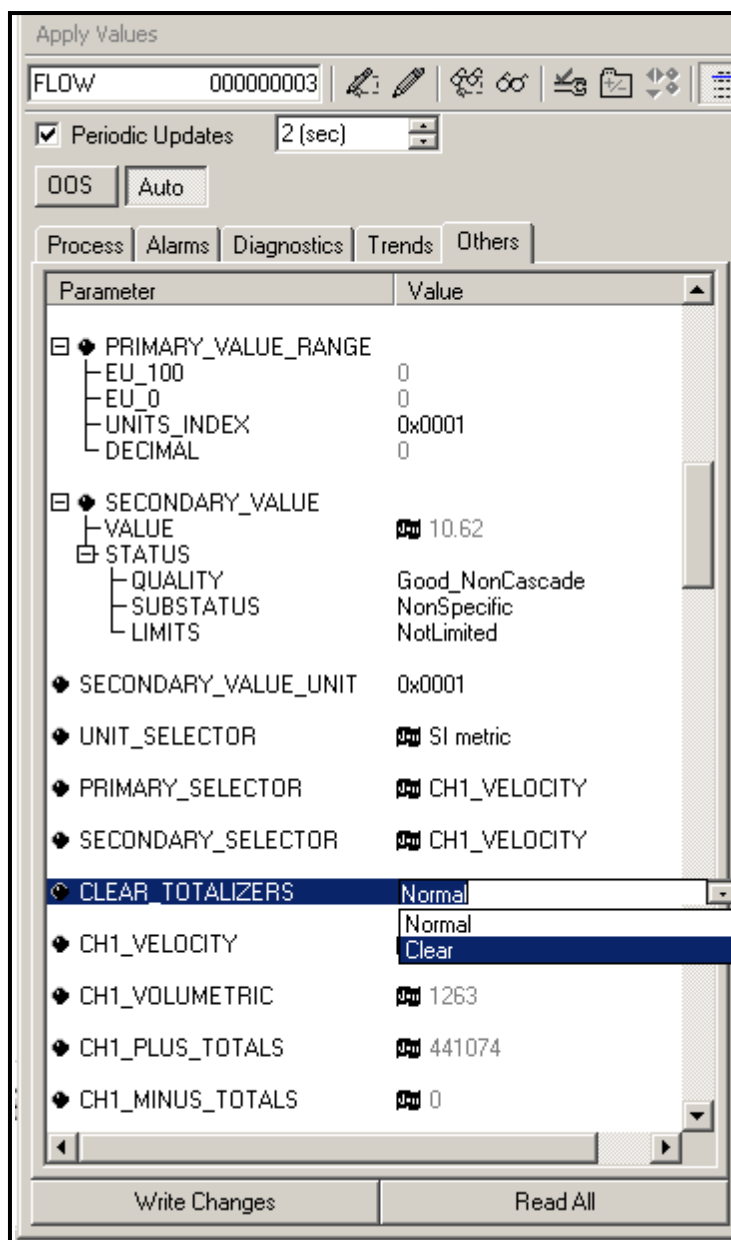 Apply Values
FLOW 000000003
Periodic Updates 2 (sec)
OOS Auto
Process Alarms Diagnostics Trends Others
Parameter Value
PRIMARY_VALUE_RANGE
EU_100 0
EU_0 0
UNITS_INDEX 0x0001
DECIMAL 0
SECONDARY_VALUE
VALUE 10.62
STATUS
QUALITY Good_NonCascade
SUBSTATUS NonSpecific
LIMITS NotLimited
SECONDARY_VALUE_UNIT 0x0001
UNIT_SELECTOR SI metric
PRIMARY_SELECTOR CH1_VELOCITY
SECONDARY_SELECTOR CH1_VELOCITY
CLEAR_TOTALIZERS Normal
Normal
CH1_VELOCITY Clear
CH1_VOLUMETRIC 1263
CH1_PLUS_TOTALS 441074
CH1_MINUS_TOTALS 0
Write Changes Read All